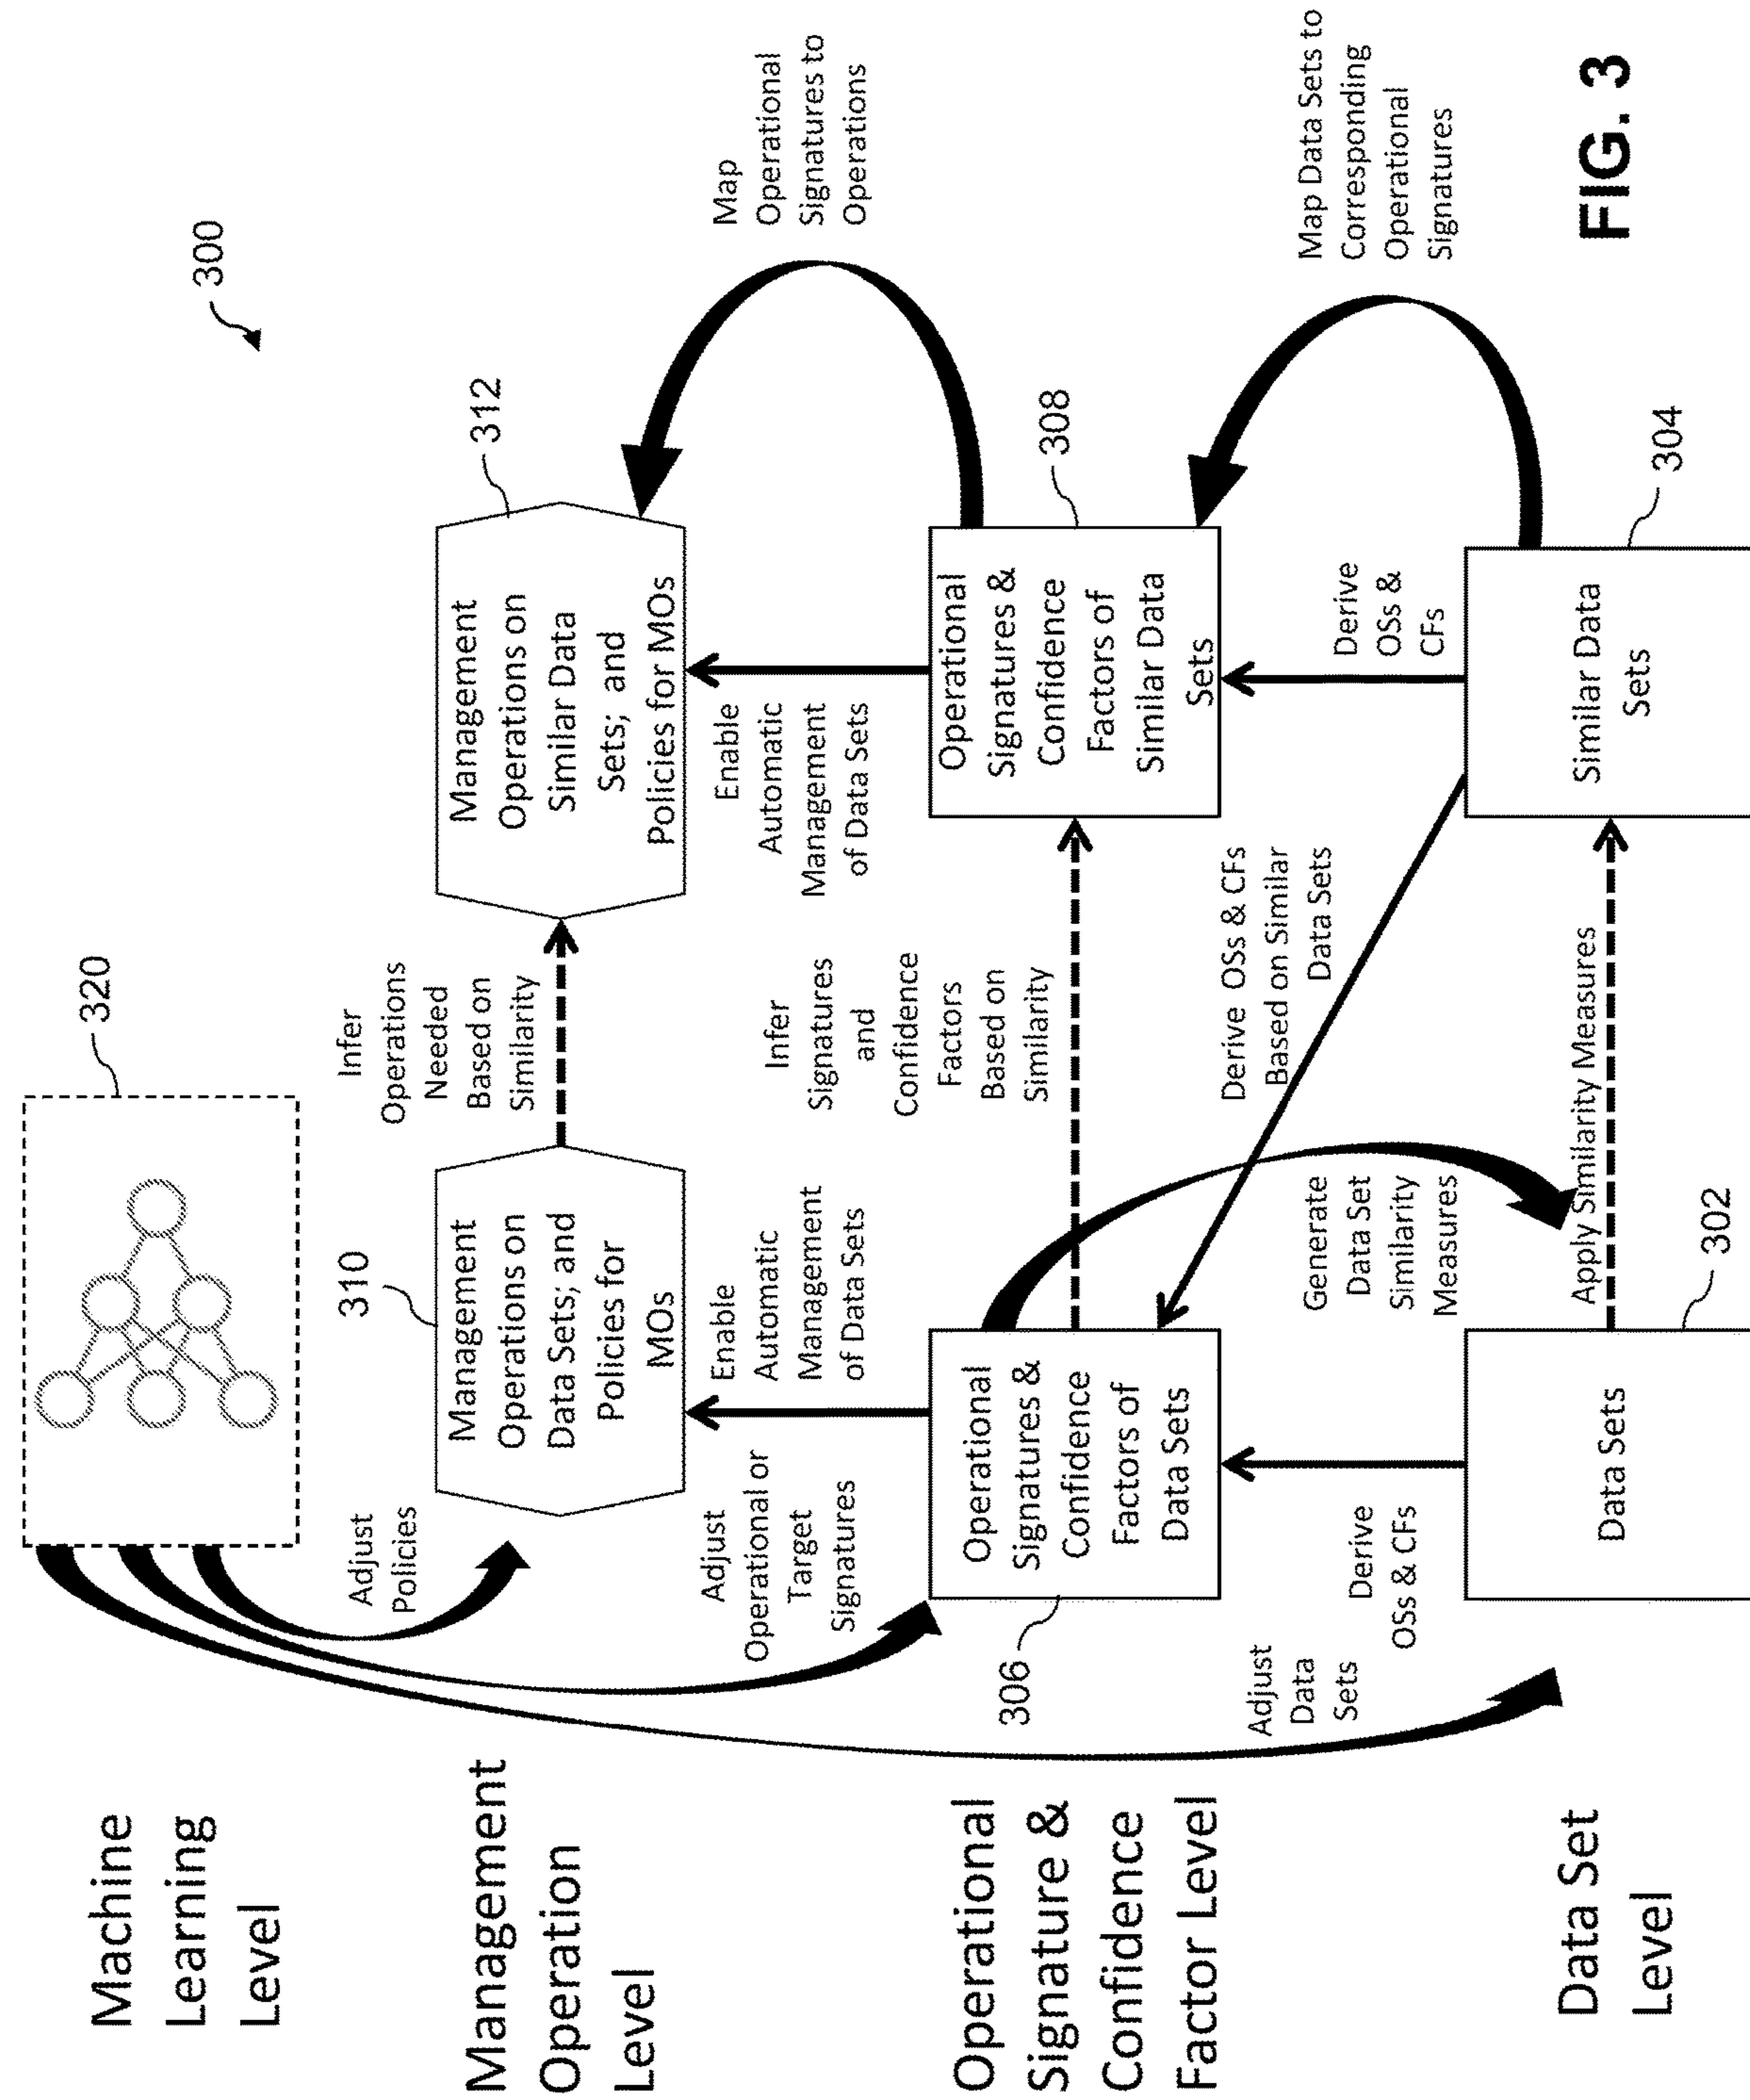 300
Machine
Learning
Level
320
Management
Operation
Level
Adjust
Policies
310
Management
Operations on
Data Sets; and
Policies for
MOs
Infer
Operations
Needed
Based on
Similarity
312
Management
Operations on
Similar Data
Sets; and
Policies for MOs
Map
Operational
Signatures to
Operations
Adjust
Operational or
Target
Signatures
Enable
Automatic
Management
of Data Sets
Infer
Signatures
and
Confidence
Factors
Based on
Similarity
Enable
Automatic
Management
of Data Sets
Operational
Signature &
Confidence
Factor Level
306
Operational
Signatures &
Confidence
Factors of
Data Sets
308
Operational
Signatures &
Confidence
Factors of
Similar Data
Sets
Map Data Sets to
Corresponding
Operational
Signatures
Adjust
Data
Sets
Derive
OSs & CFs
Generate
Data Set
Similarity
Measures
Derive OSs & CFs
Based on Similar
Data Sets
Derive
OSs &
CFs
Data Set
Level
Data Sets
302
Apply Similarity Measures
Similar Data
Sets
304
FIG. 3